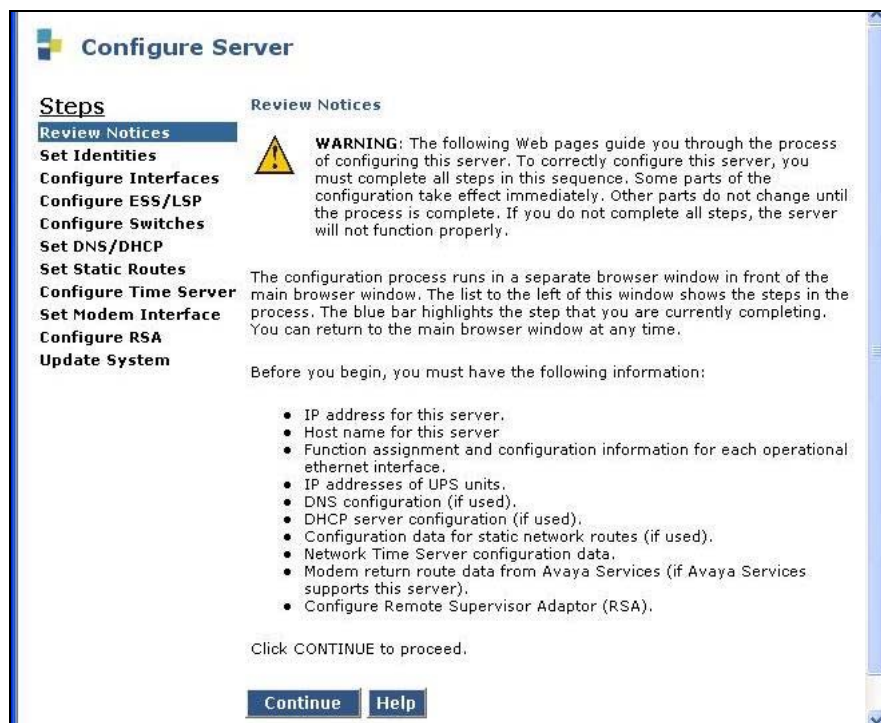 Configure Server
Steps
Review Notices
Set Identities
Configure Interfaces
Configure ESS/LSP
Configure Switches
Set DNS/DHCP
Set Static Routes
Configure Time Server
Set Modem Interface
Configure RSA
Update System
Review Notices
WARNING: The following Web pages guide you through the process
of configuring this server. To correctly configure this server, you
must complete all steps in this sequence. Some parts of the
configuration take effect immediately. Other parts do not change until
the process is complete. If you do not complete all steps, the server
will not function properly.
The configuration process runs in a separate browser window in front of the
main browser window. The list to the left of this window shows the steps in the
process. The blue bar highlights the step that you are currently completing.
You can return to the main browser window at any time.
Before you begin, you must have the following information:
● IP address for this server.
● Host name for this server
● Function assignment and configuration information for each operational
ethernet interface.
● IP addresses of UPS units.
● DNS configuration (if used).
● DHCP server configuration (if used).
● Configuration data for static network routes (if used).
● Network Time Server configuration data.
● Modem return route data from Avaya Services (if Avaya Services
supports this server).
● Configure Remote Supervisor Adaptor (RSA).
Click CONTINUE to proceed.
Continue Help